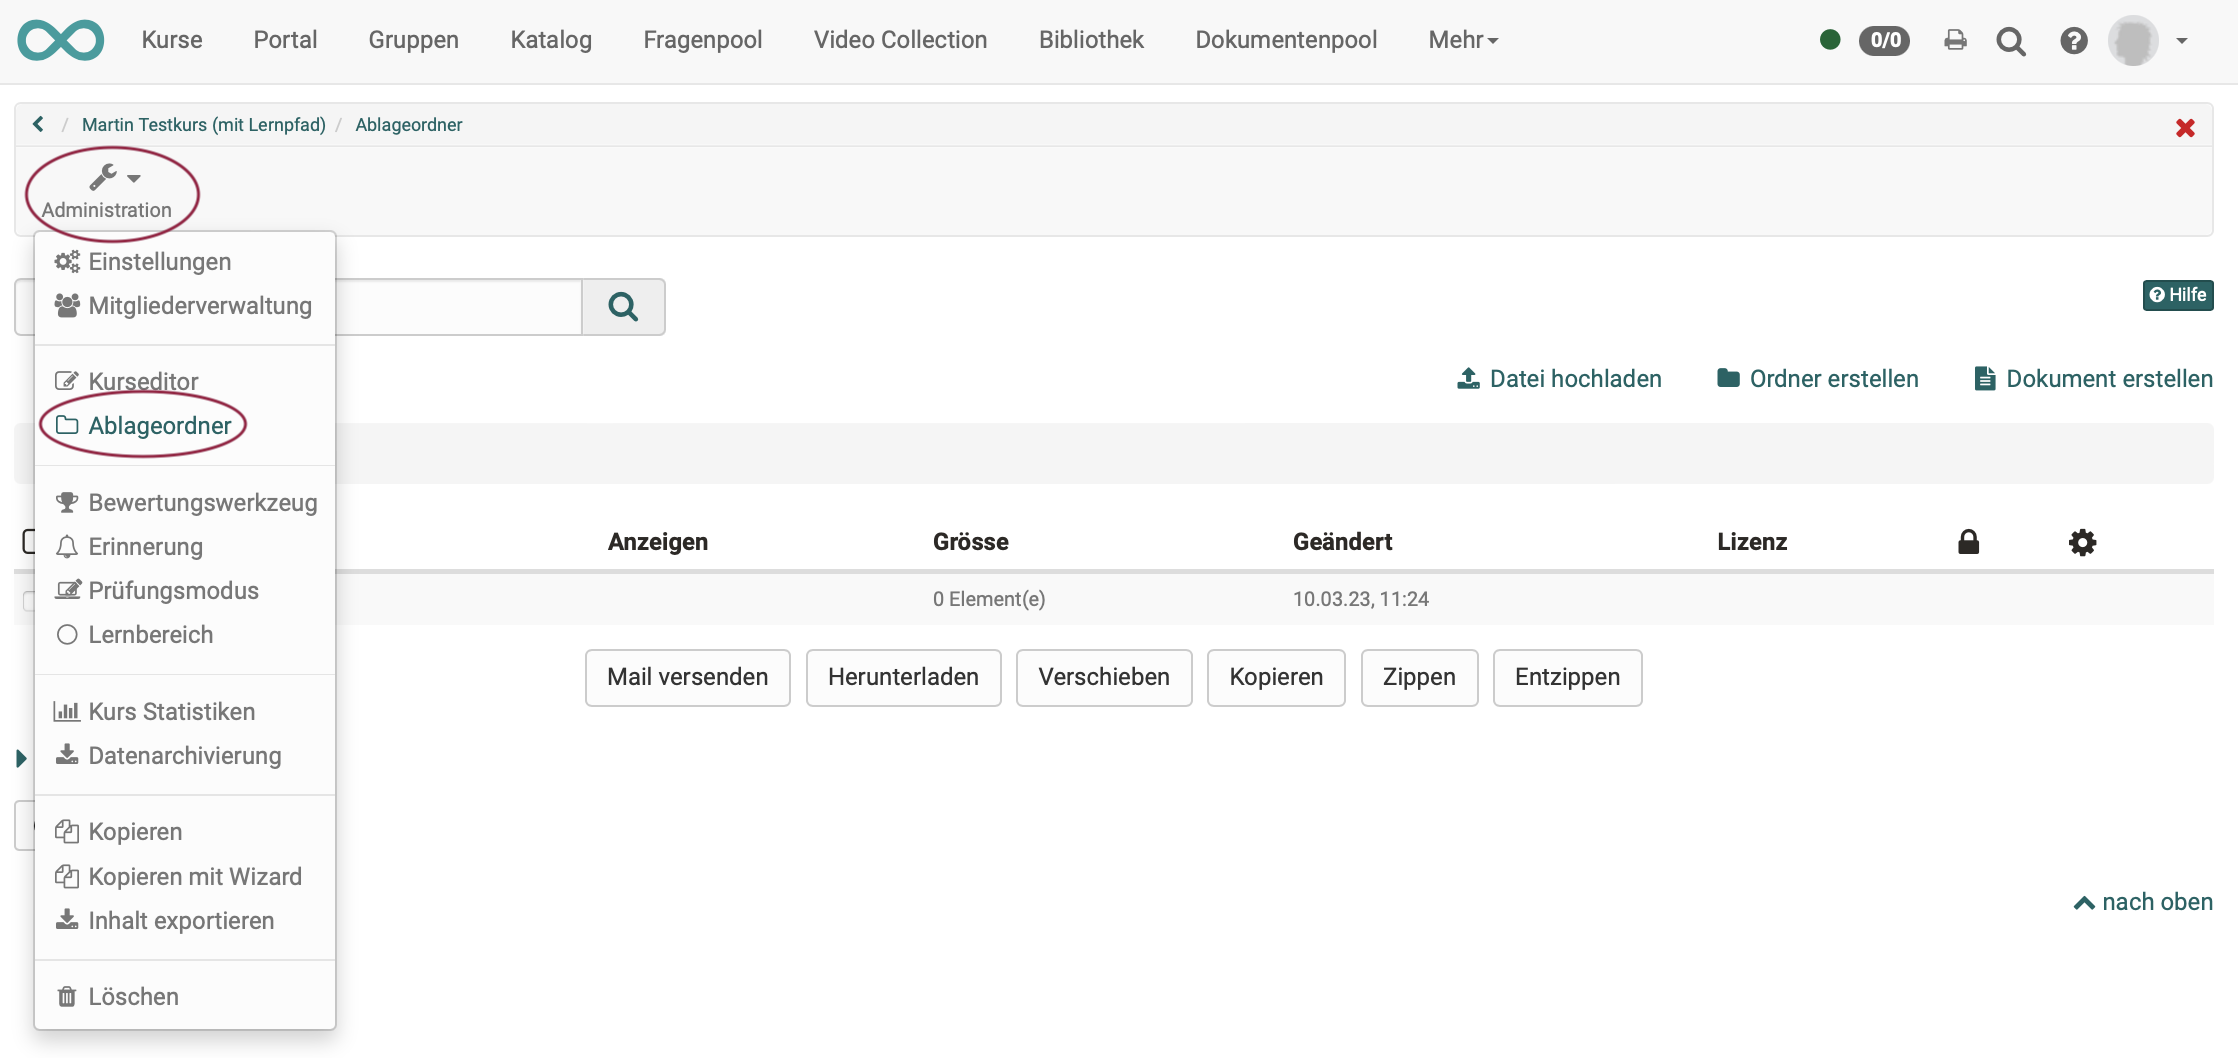 Kurse Portal Gruppen Katalog Fragenpool Video Collection Bibliothek Dokumentenpool Mehr 0/0
/ Martin Testkurs (mit Lernpfad) / Ablageordner
Administration
Einstellungen
Mitgliederverwaltung
Hilfe
Kurseditor
Datei hochladen Ordner erstellen Dokument erstellen
Ablageordner
Bewertungswerkzeug
Erinnerung
Anzeigen Grösse Geändert Lizenz
Prüfungsmodus
0 Element(e) 10.03.23, 11:24
Lernbereich
Mail versenden Herunterladen Verschieben Kopieren Zippen Entzippen
Kurs Statistiken
Datenarchivierung
Kopieren
Kopieren mit Wizard
Inhalt exportieren
nach oben
Löschen